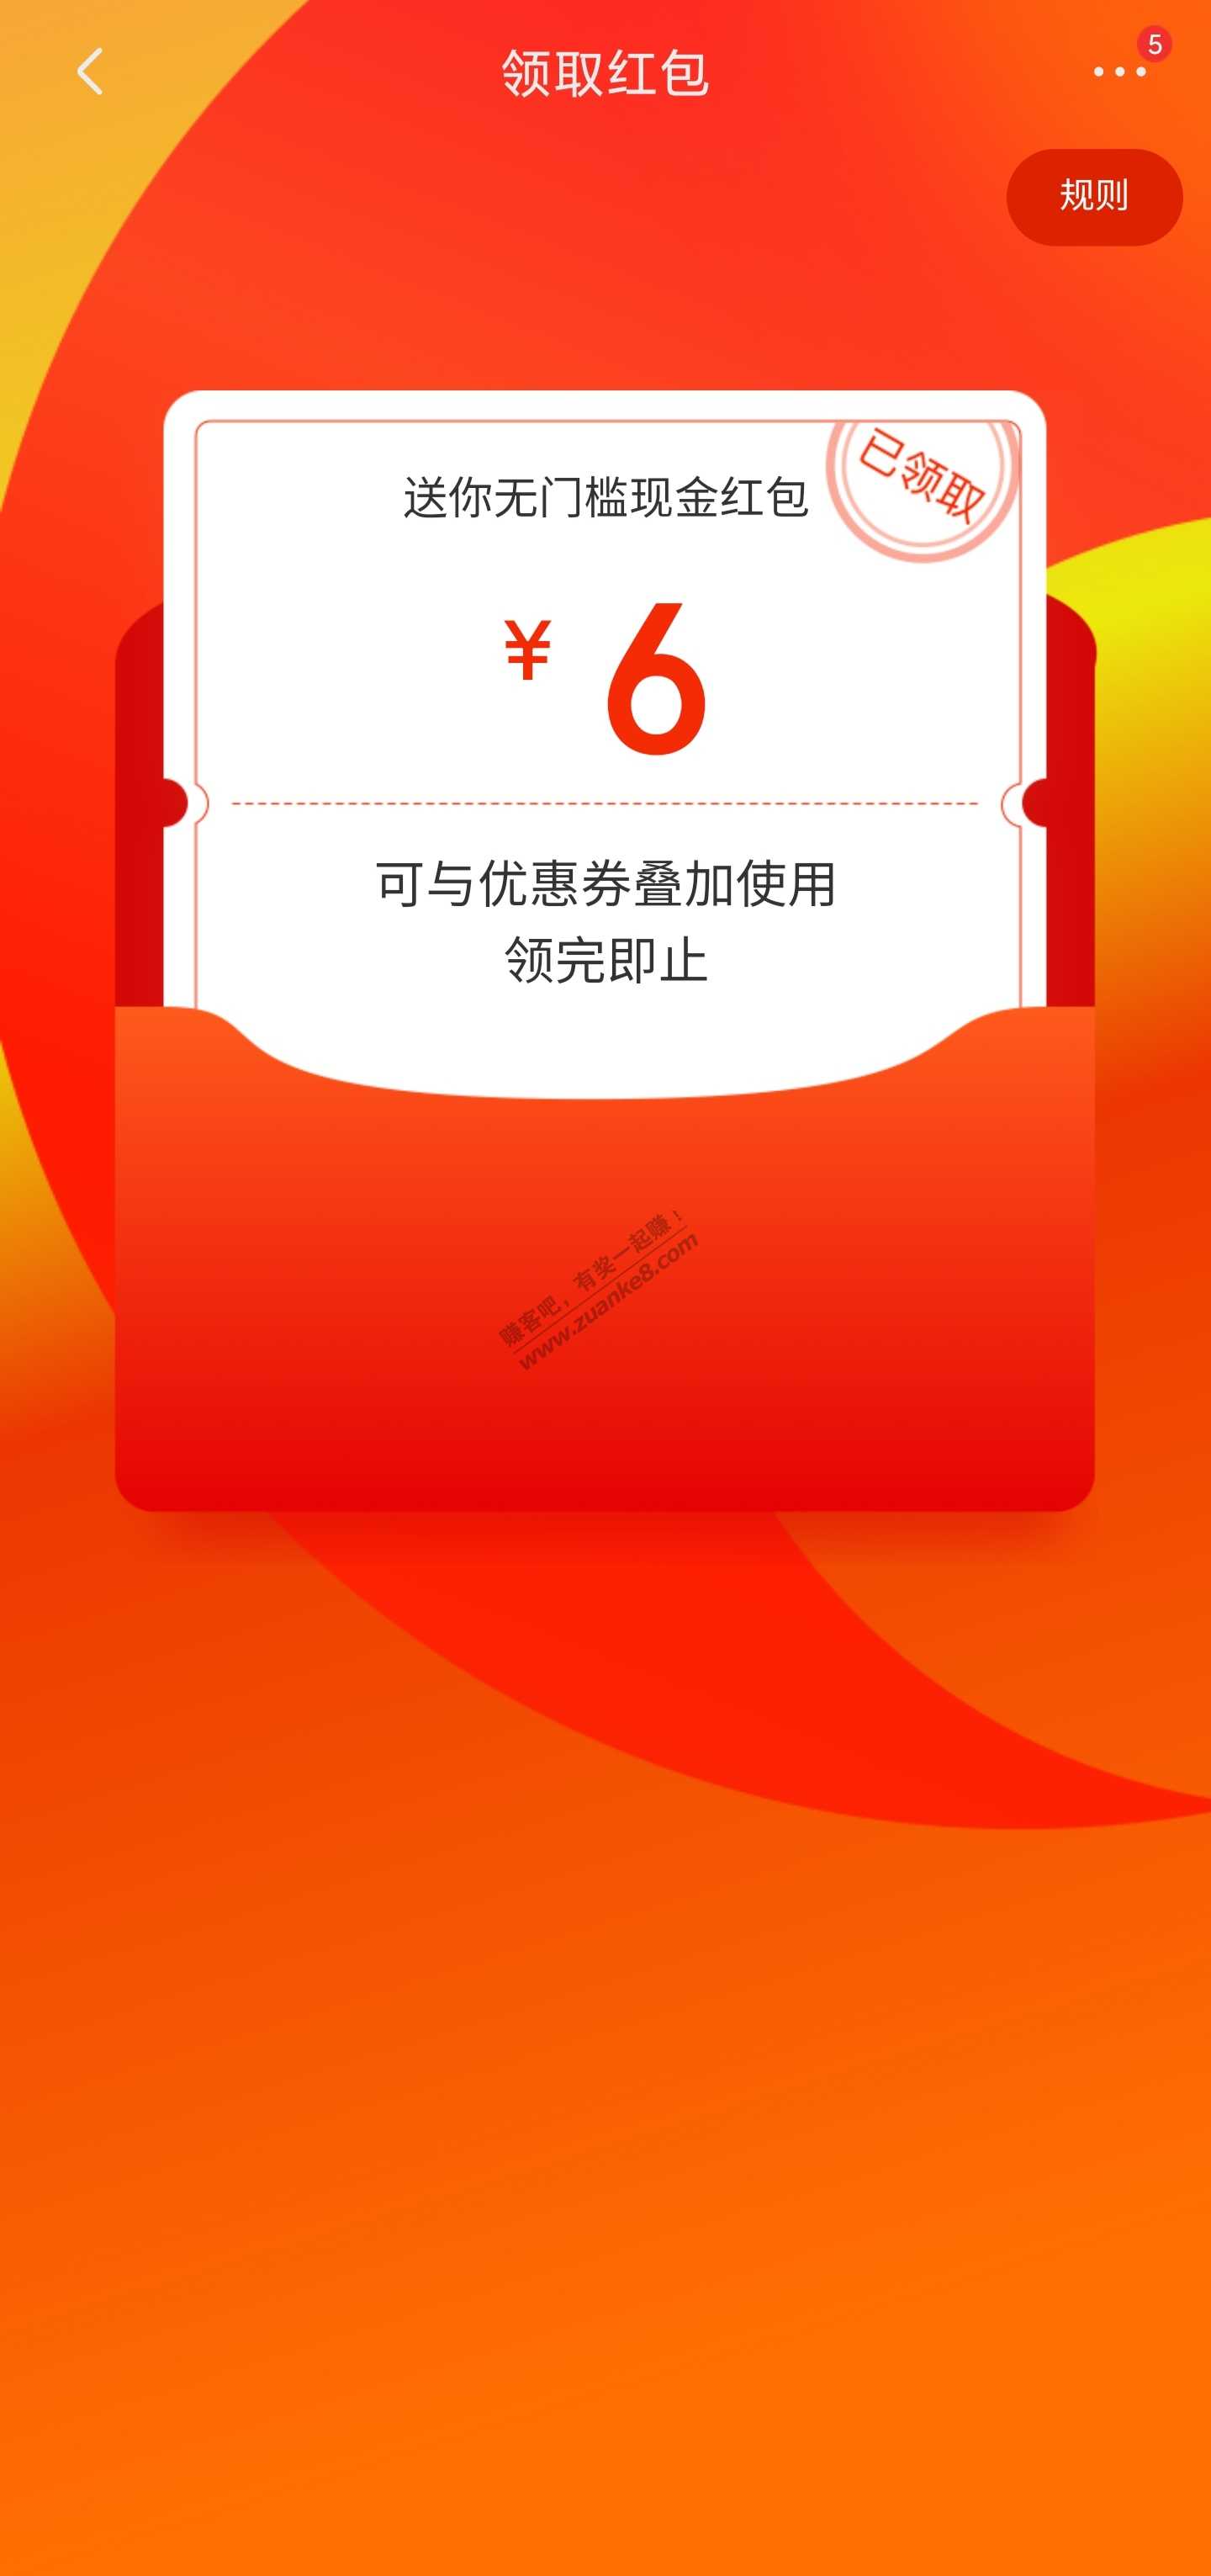 领取红包
5
规则
已领取
送你无门槛现金红包
¥ 6
可与优惠券叠加使用
领完即止
赚客吧，有奖一起赚！
www.zuanke8.com